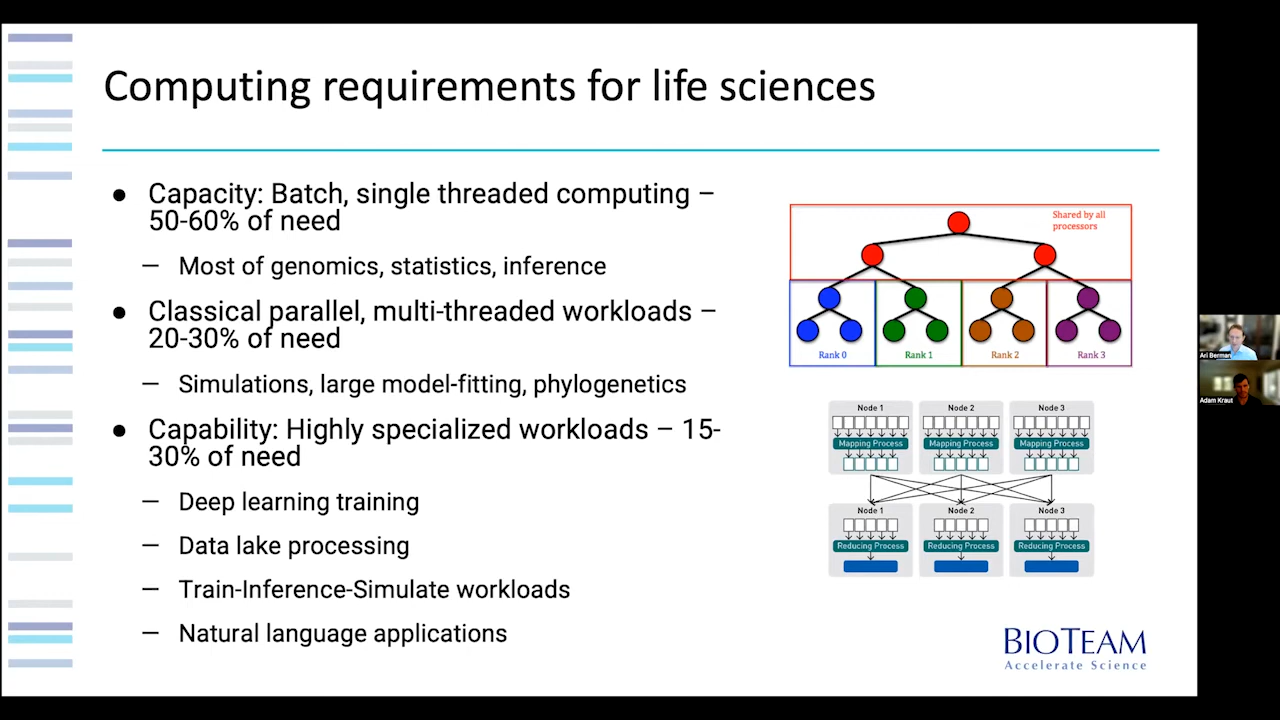 Computing requirements for life sciences
● Capacity: Batch, single threaded computing –
50-60% of need
— Most of genomics, statistics, inference
● Classical parallel, multi-threaded workloads –
20-30% of need
— Simulations, large model-fitting, phylogenetics
● Capability: Highly specialized workloads – 15-
30% of need
— Deep learning training
— Data lake processing
— Train-Inference-Simulate workloads
— Natural language applications
Shared by all
processors
Rank 0 Rank 1 Rank 2 Rank 3
Node 1 Node 2 Node 3
Mapping Process Mapping Process Mapping Process
Node 1 Node 2 Node 3
Reducing Process Reducing Process Reducing Process
BIOTEAM
Accelerate Science
Ari Berman
Adam Kraut